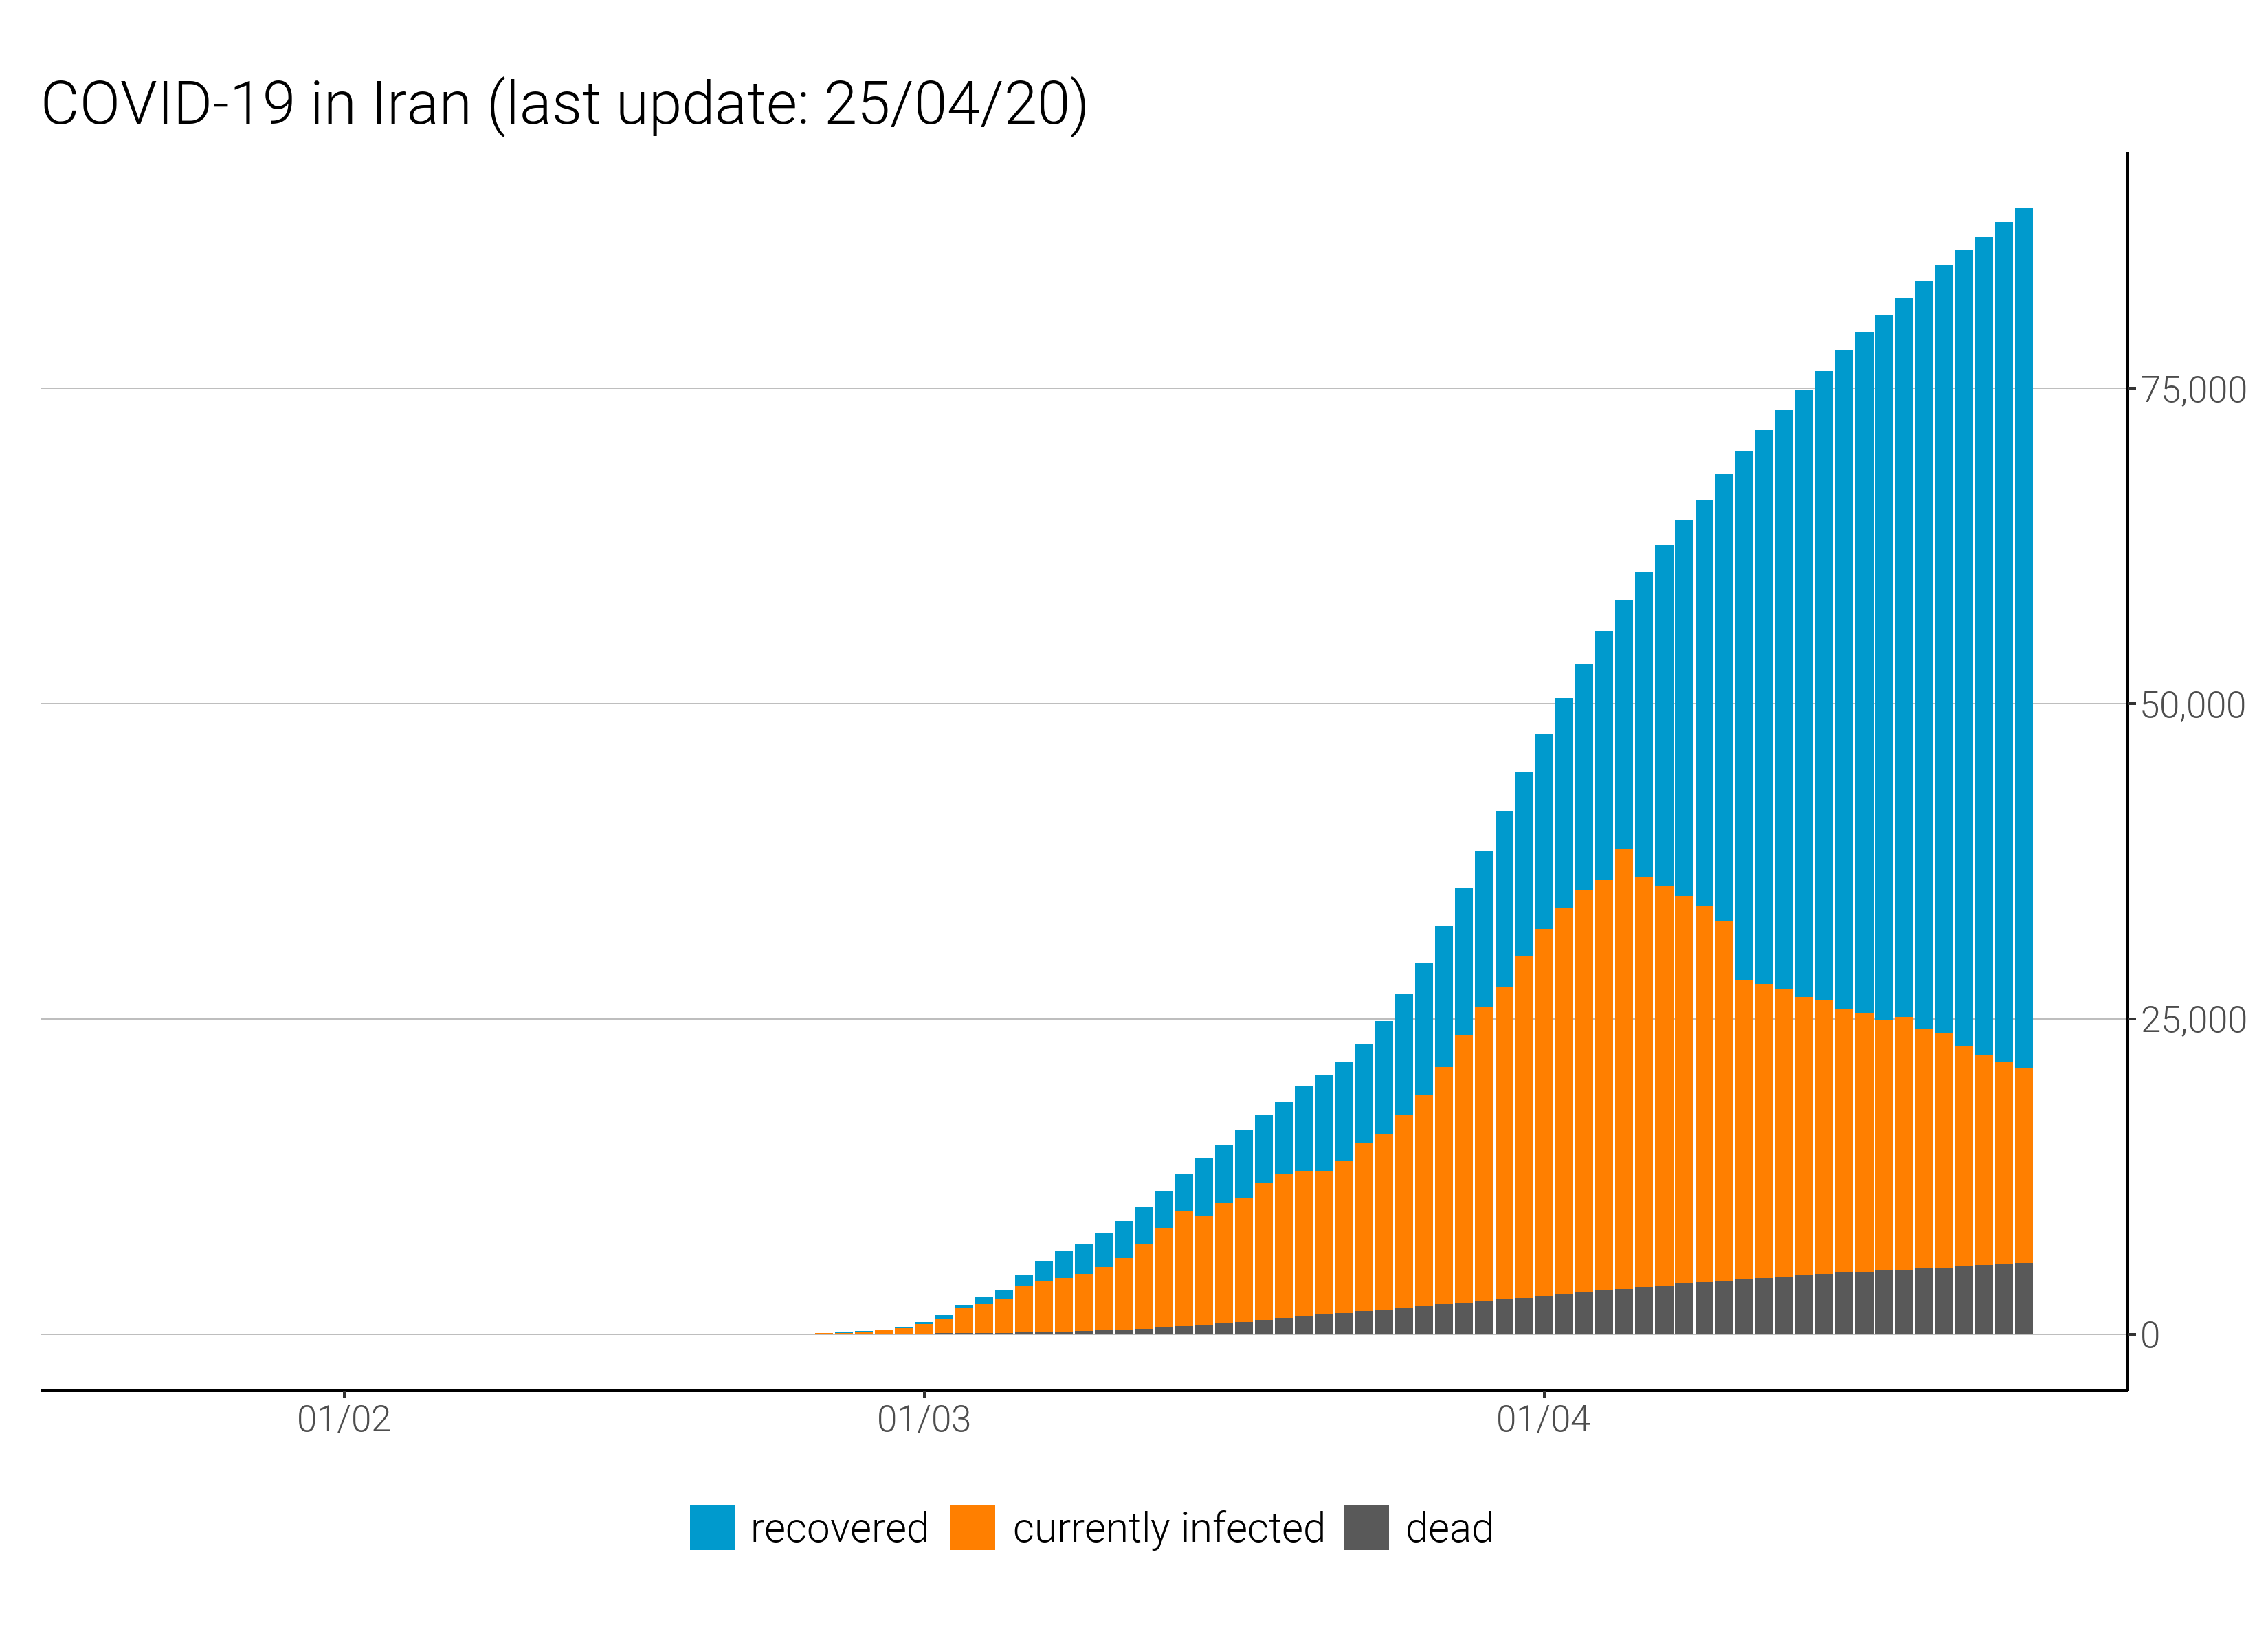 COVID-19 in Iran (last update: 25/04/20)
75,000
50,000
25,000
0
01/02 01/03 01/04
recovered currently infected dead